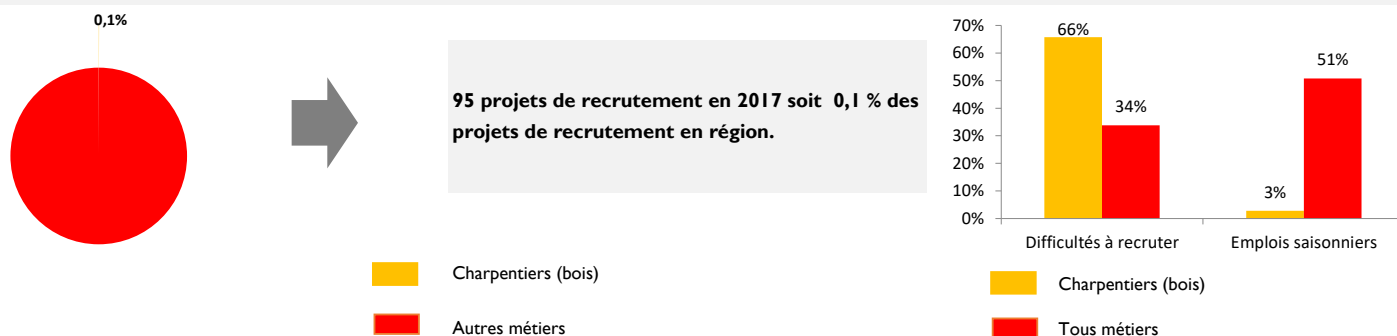 0,1%
95 projets de recrutement en 2017 soit 0,1 % des
projets de recrutement en région.
Charpentiers (bois)
Autres métiers
70%
60%
50%
40%
30%
20%
10%
0%
66%
34%
3%
51%
Difficultés à recruter
Emplois saisonniers
Charpentiers (bois)
Tous métiers